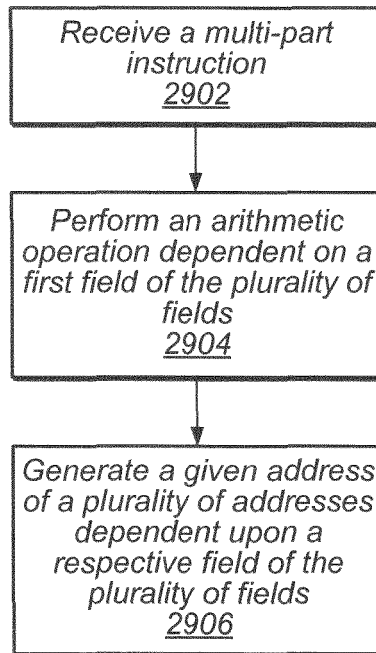 Receive a multi-part
instruction
2902
Perform an arithmetic
operation dependent on a
first field of the plurality of
fields
2904
Generate a given address
of a plurality of addresses
dependent upon a
respective field of the
plurality of fields
2906